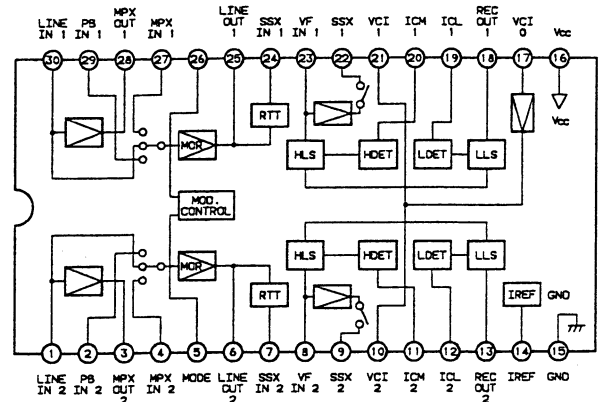 LINE IN 1
PB IN 1
MPX OUT 1
MPX IN 1
LINE OUT 1
SSX IN 1
VF IN 1
SSX 1
VCI 1
ICM 1
ICL 1
REC OUT 1
VCI 0
Vcc
30 29 28 27 26 25 24 23 22 21 20 19 18 17 16
Vcc
RTT
MOR
HLS HDET LDET LLS
MOD. CONTROL
MOR
HLS HDET LDET LLS
RTT
IREF GND
1 2 3 4 5 6 7 8 9 10 11 12 13 14 15
LINE IN 2
PB IN 2
MPX OUT 2
MPX IN 2
MODE
LINE OUT 2
SSX IN 2
VF IN 2
SSX 2
VCI 2
ICM 2
ICL 2
REC OUT 2
IREF
GND